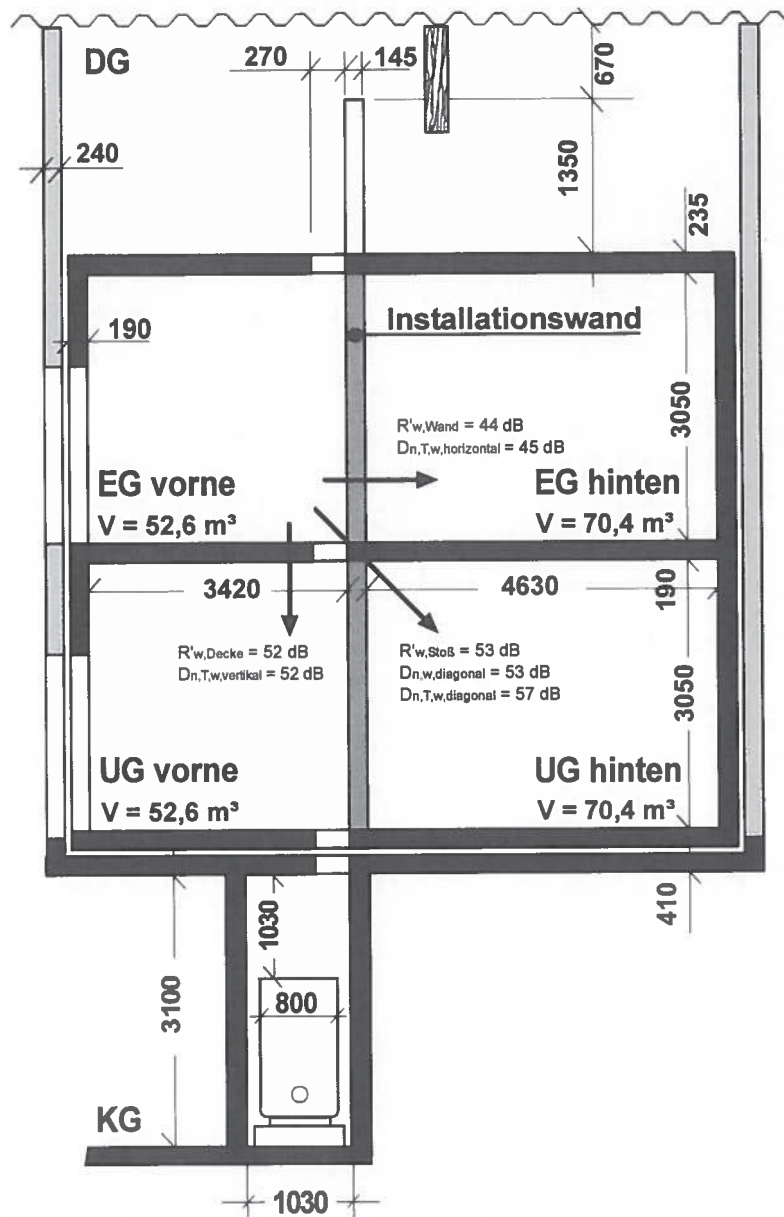 DG
270
145
670
240
1350
235
190
Installationswand
R'w,Wand = 44 dB
Dn,T,w,horizontal = 45 dB
3050
EG vorne
V = 52,6 m³
EG hinten
V = 70,4 m³
3420
4630
190
R'w,Decke = 52 dB
Dn,T,w,vertikal = 52 dB
R'w,Stoß = 53 dB
Dn,w,diagonal = 53 dB
Dn,T,w,diagonal = 57 dB
3050
UG vorne
V = 52,6 m³
UG hinten
V = 70,4 m³
410
1030
3100
800
KG
1030